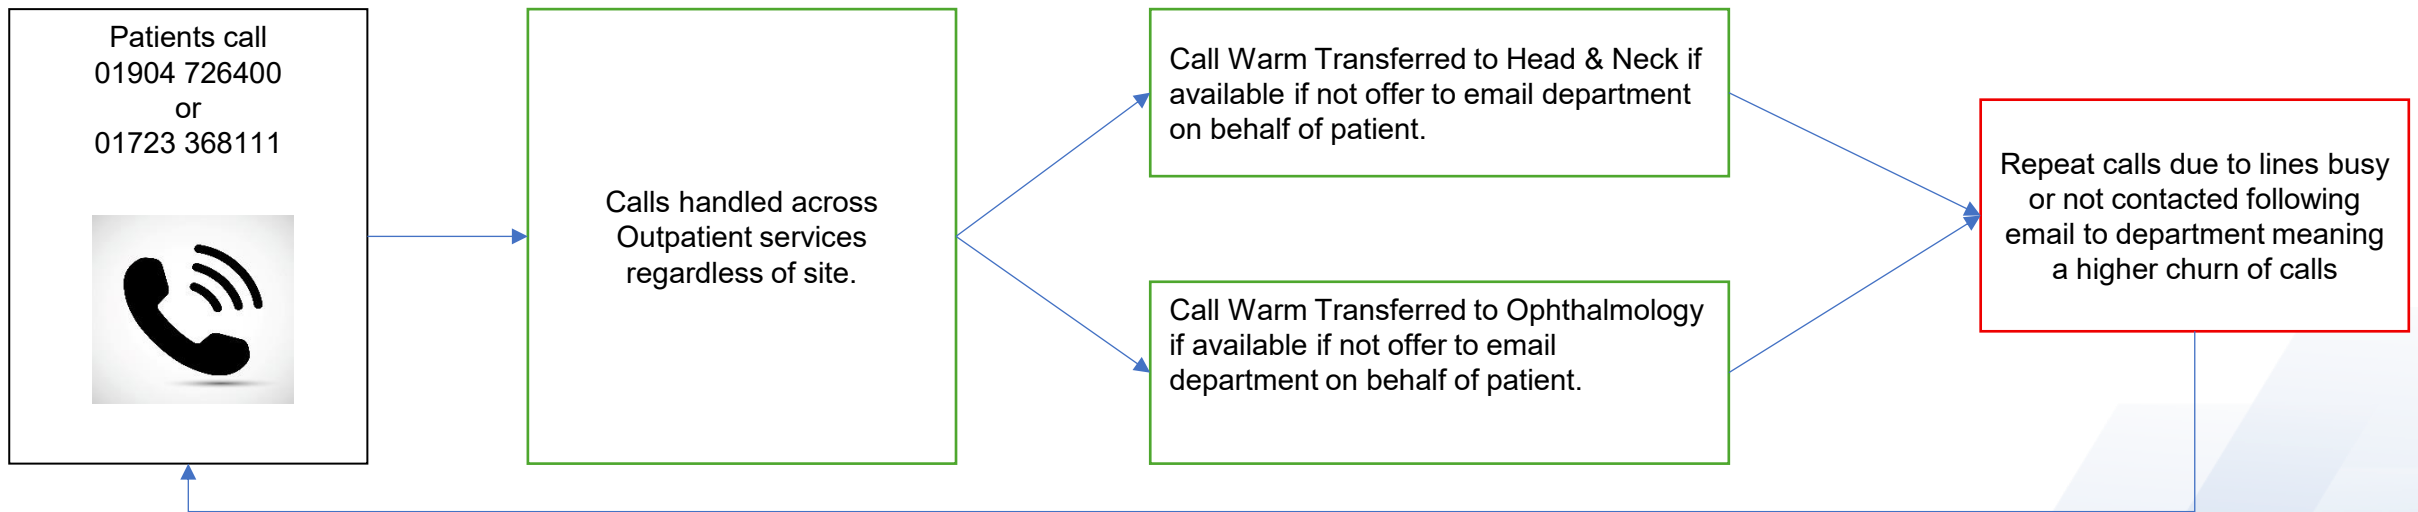 Patients call
01904 726400
or
01723 368111
Calls handled across
Outpatient services
regardless of site.
Call Warm Transferred to Head & Neck if
available if not offer to email department
on behalf of patient.
Call Warm Transferred to Ophthalmology
if available if not offer to email
department on behalf of patient.
Repeat calls due to lines busy
or not contacted following
email to department meaning
a higher churn of calls